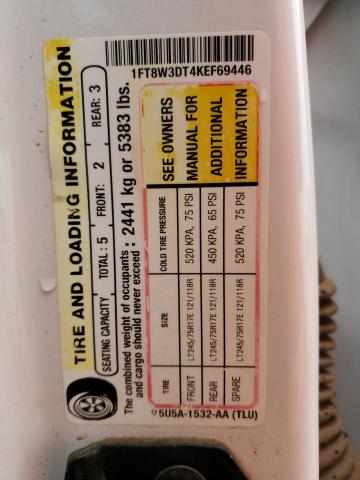 1FT8W3DT4KEF69446
TIRE AND LOADING INFORMATION
SEATING CAPACITY TOTAL : 5 FRONT: 2 REAR: 3
The combined weight of occupants
and cargo should never exceed : 2441 kg or 5383 lbs.
TIRE SIZE COLD TIRE PRESSURE
FRONT LT245/75R17E 121/118R 520 KPA, 75 PSI
REAR LT245/75R17E 121/118R 450 KPA, 65 PSI
SPARE LT245/75R17E 121/118R 520 KPA, 75 PSI
SEE OWNERS
MANUAL FOR
ADDITIONAL
INFORMATION
5U5A-1532-AA (TLU)